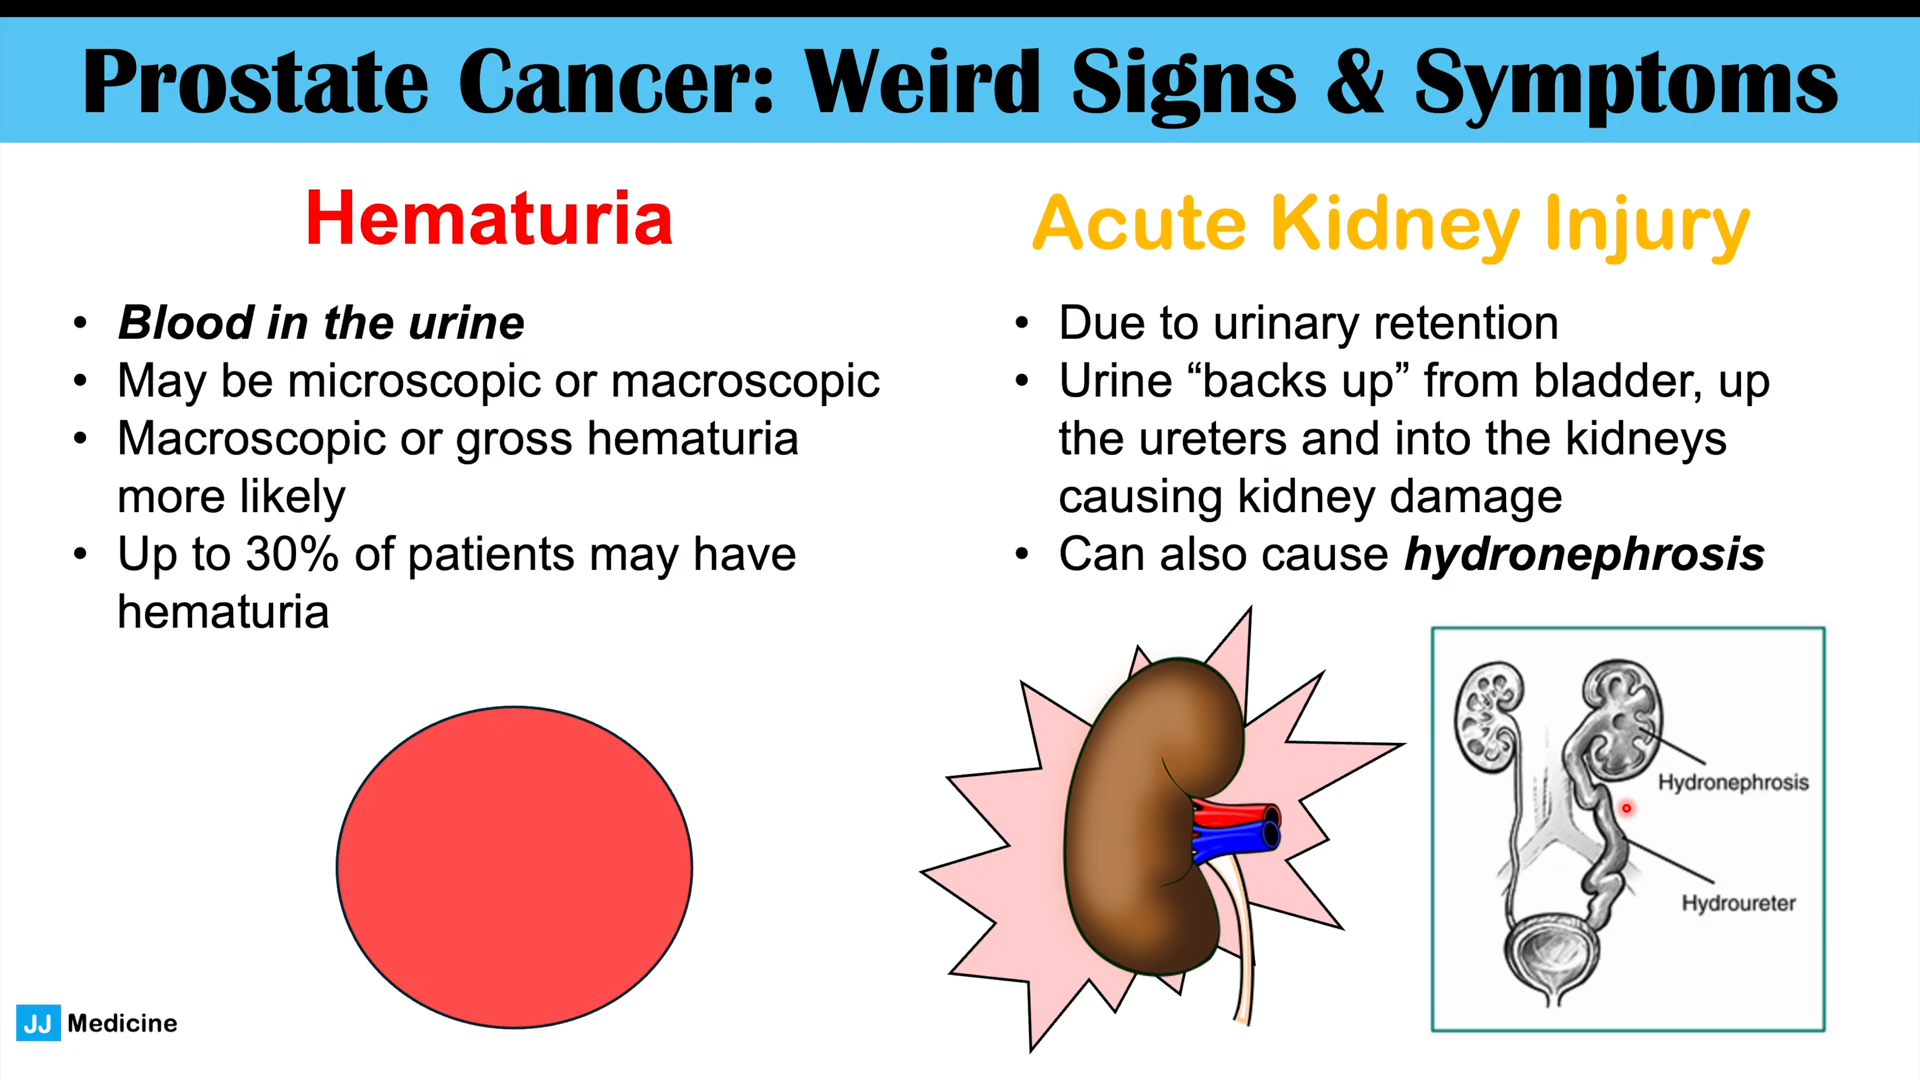 Prostate Cancer: Weird Signs & Symptoms
Hematuria
• Blood in the urine
• May be microscopic or macroscopic
• Macroscopic or gross hematuria
more likely
• Up to 30% of patients may have
hematuria
Acute Kidney Injury
• Due to urinary retention
• Urine “backs up” from bladder, up
the ureters and into the kidneys
causing kidney damage
• Can also cause hydronephrosis
Hydronephrosis
Hydroureter
JJ Medicine